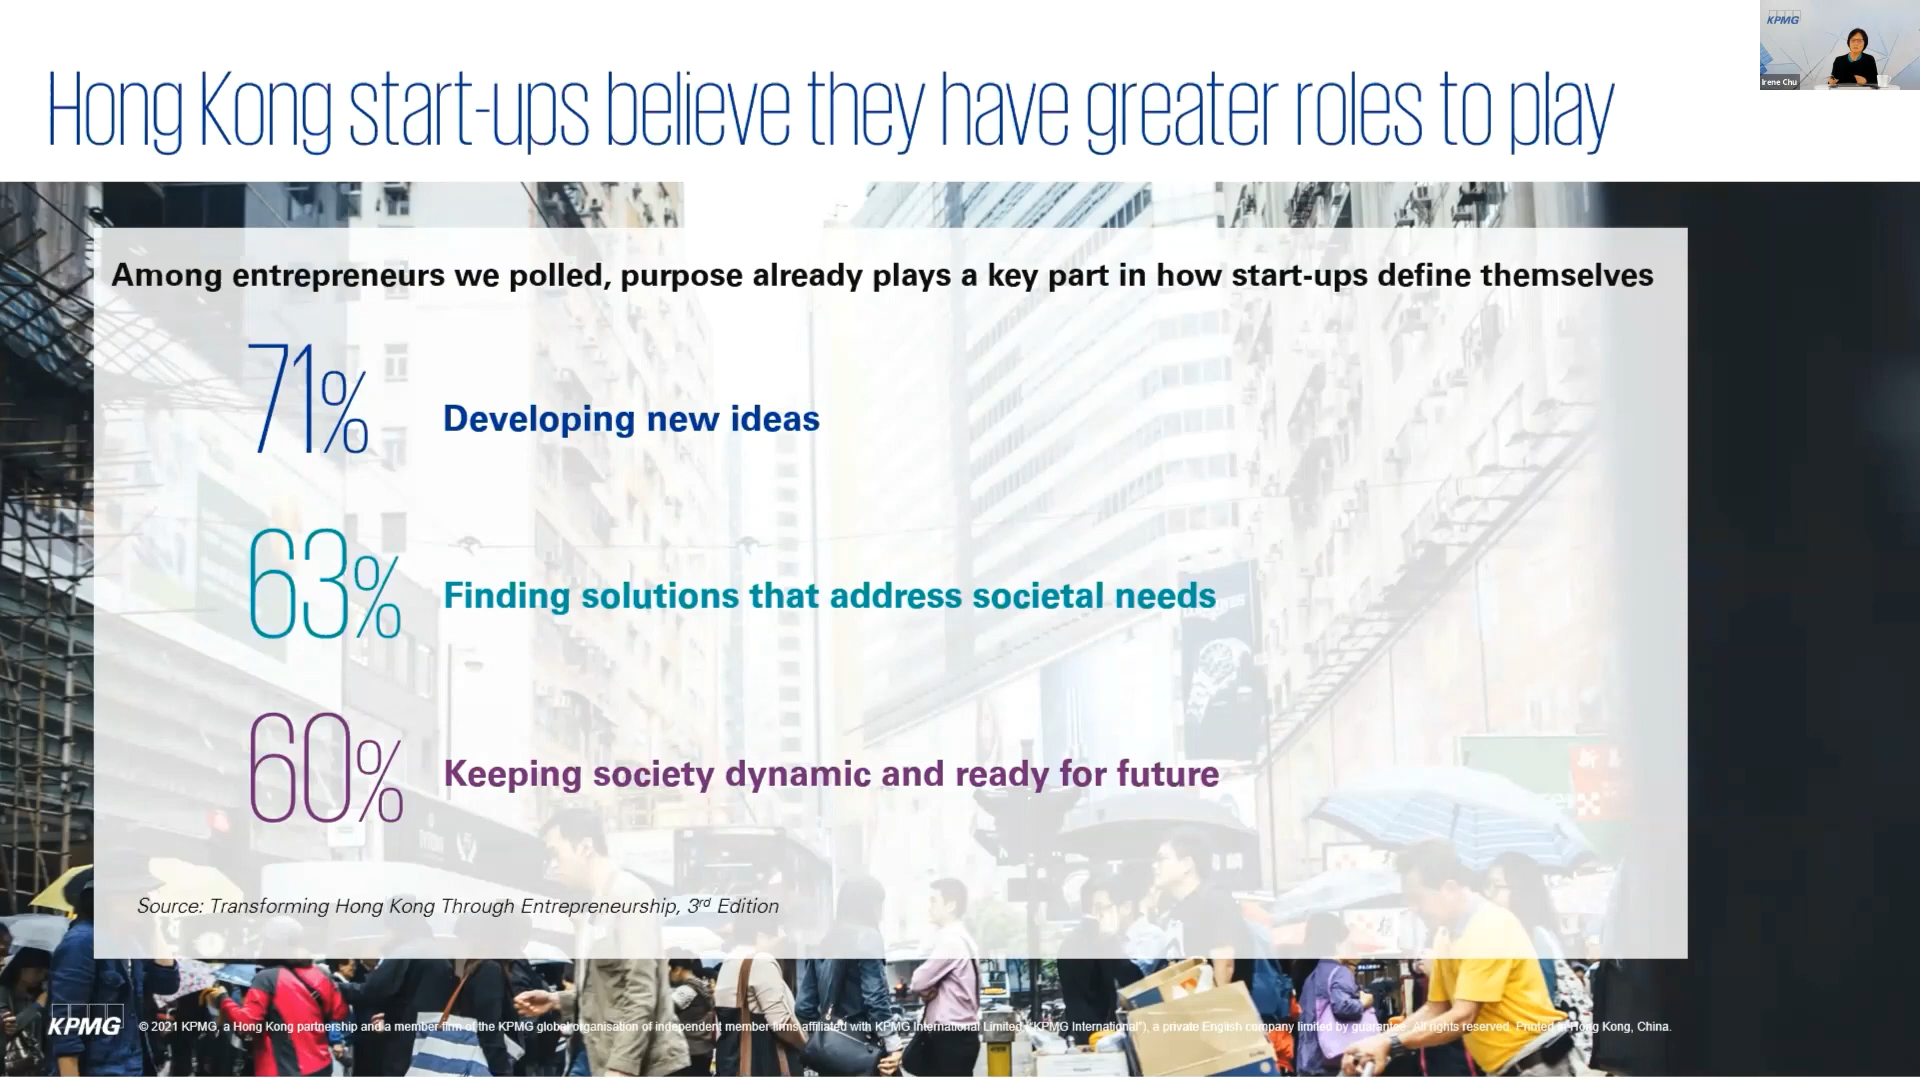 KPMG
Irene Chu
Hong Kong start-ups believe they have greater roles to play
Among entrepreneurs we polled, purpose already plays a key part in how start-ups define themselves
71%
Developing new ideas
63%
Finding solutions that address societal needs
60%
Keeping society dynamic and ready for future
Source: Transforming Hong Kong Through Entrepreneurship, 3rd Edition
KPMG
© 2021 KPMG, a Hong Kong partnership and a member firm of the KPMG global organisation of independent member firms affiliated with KPMG International Limited ("KPMG International"), a private English company limited by guarantee. All rights reserved. Printed in Hong Kong, China.